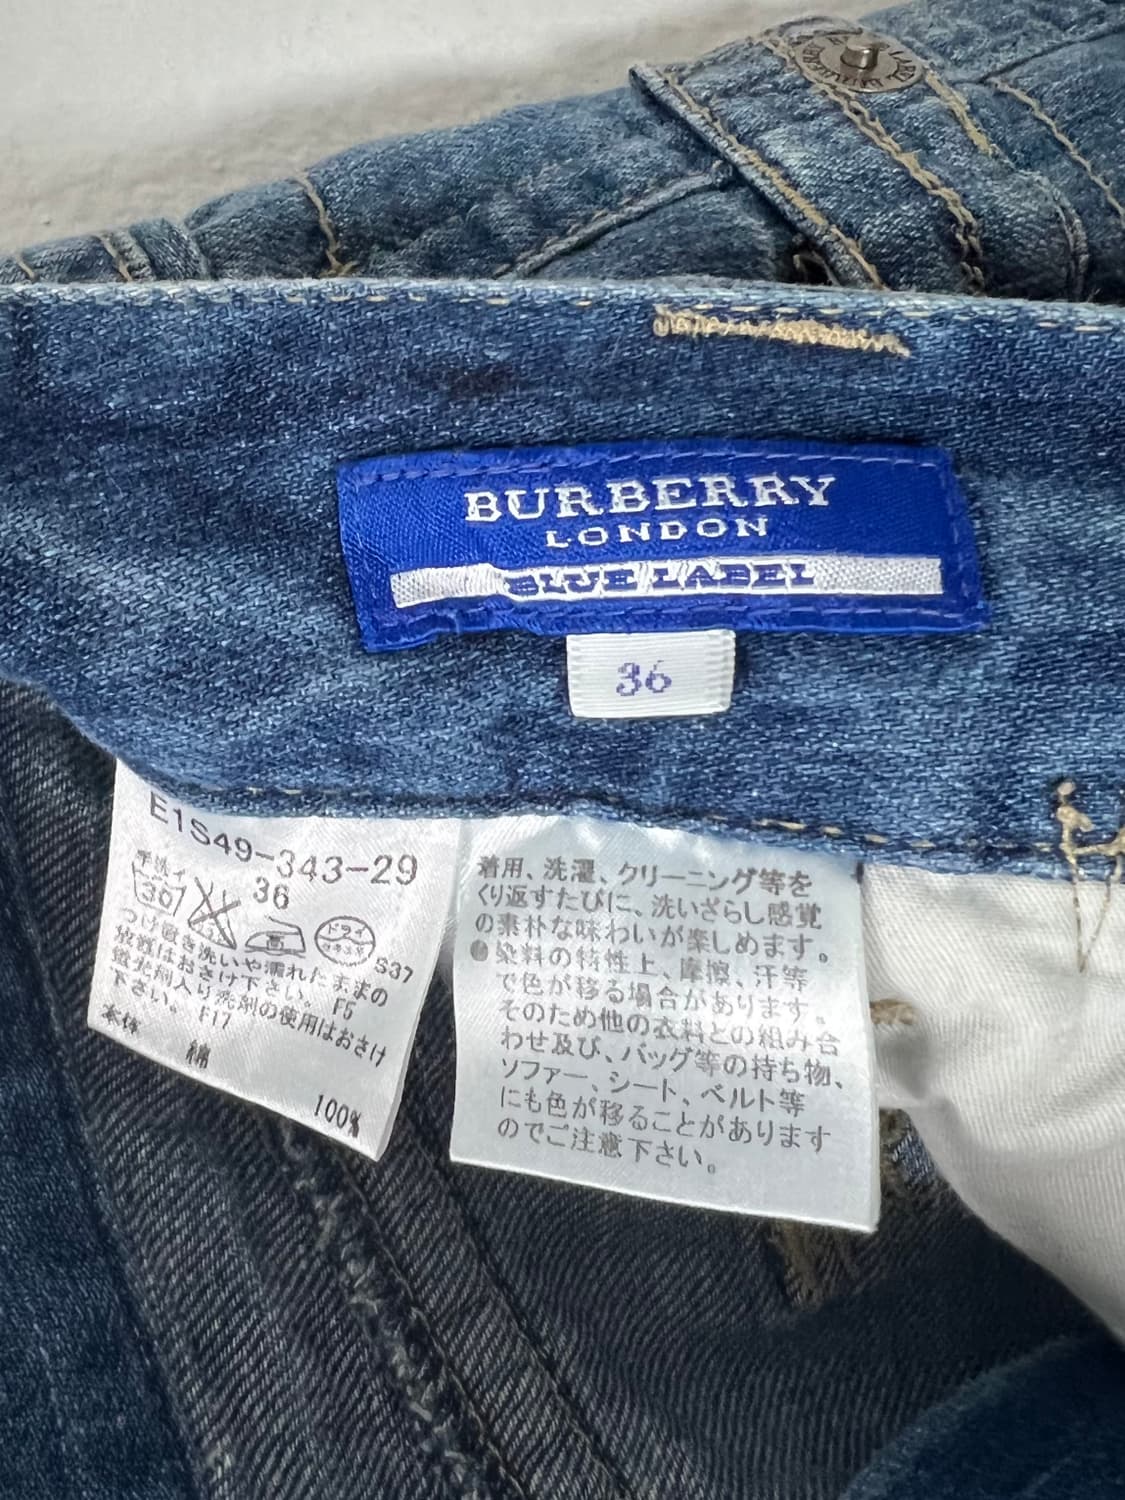 BURBERRY
LONDON
BLUE LABEL
36
E1S49-343-29
36
手洗イ
30
高
ドライ
セキユ系
S37
つけ置き洗いや濡れたままの
放置はおさけ下さい。 F5
蛍光剤入り洗剤の使用はおさけ
下さい。 F17
本体
綿
100%
着用、洗濯、クリーニング等を
くり返すたびに、洗いざらし感覚
の素朴な味わいが楽しめます。
●染料の特性上、摩擦、汗等
で色が移る場合があります。
そのため他の衣料との組み合
わせ及び、バッグ等の持ち物、
ソファー、シート、ベルト等
にも色が移ることがあります
のでご注意下さい。